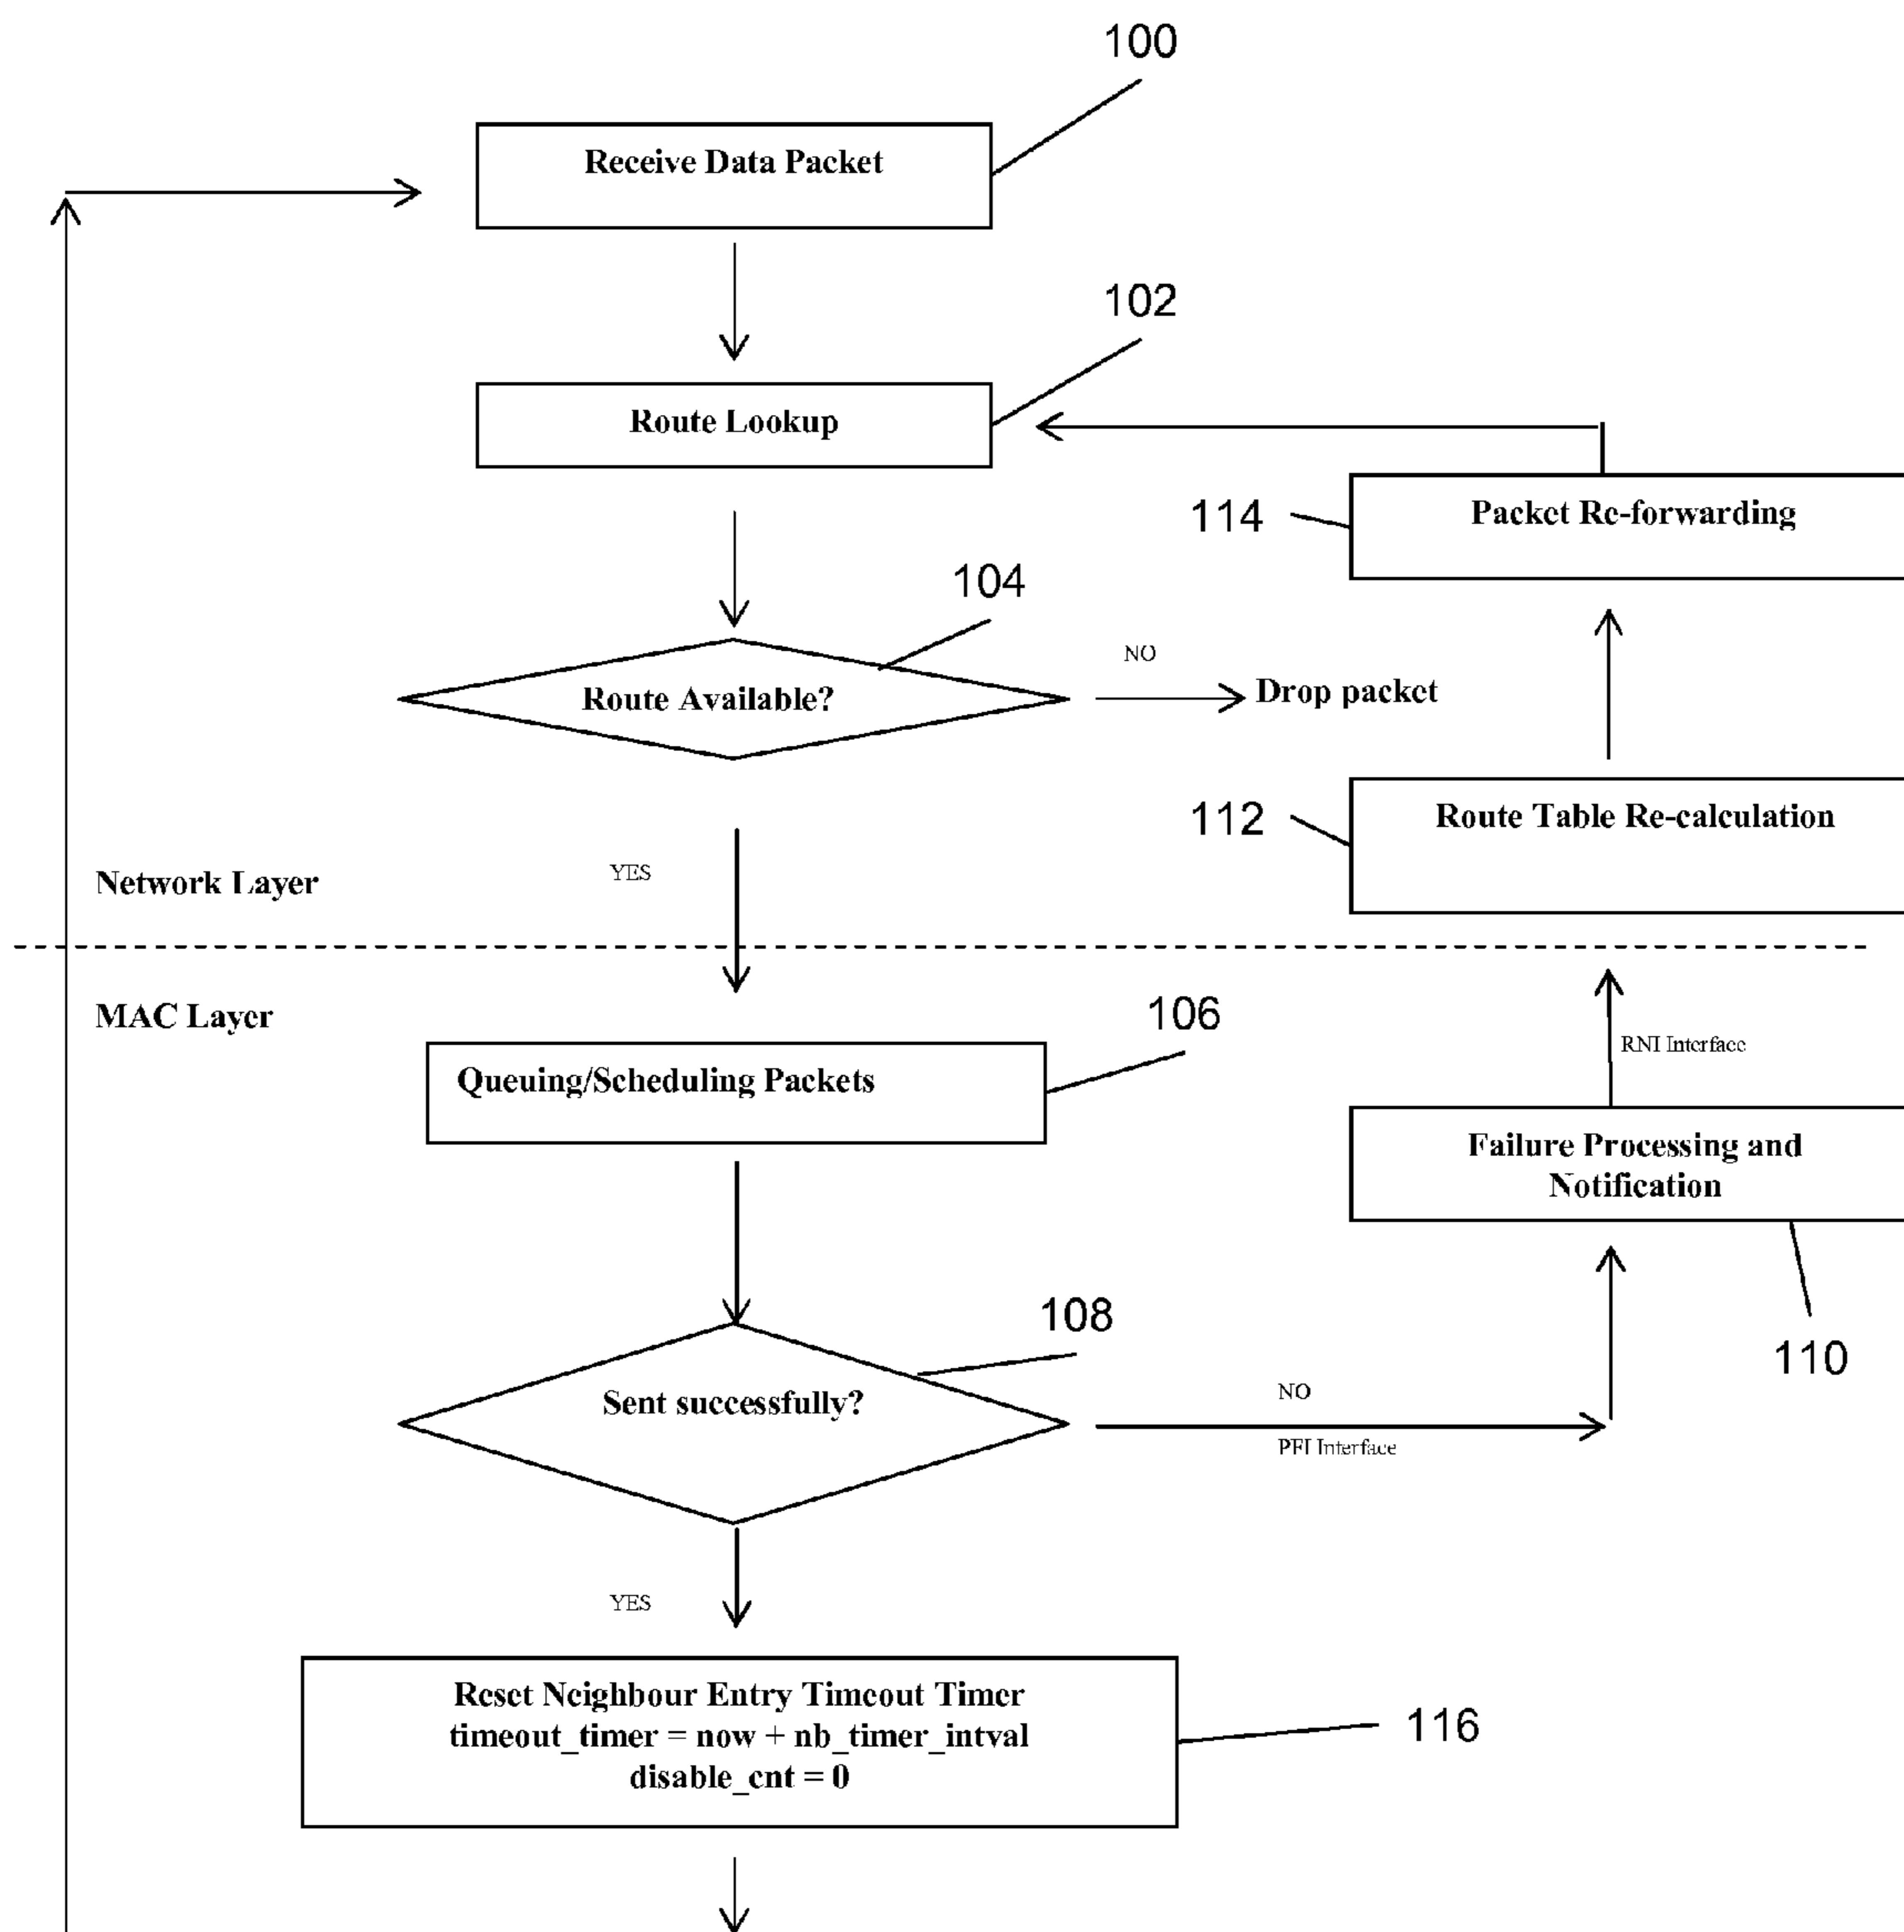 100
Receive Data Packet
102
Route Lookup
114
Packet Re-forwarding
104
NO
Route Available?
Drop packet
112
Route Table Re-calculation
YES
Network Layer
MAC Layer
106
RNI Interface
Queuing/Scheduling Packets
Failure Processing and
Notification
108
110
Sent successfully?
NO
PFI Interface
YES
Reset Neighbour Entry Timeout Timer
timeout_timer = now + nb_timer_intval
disable_cnt = 0
116